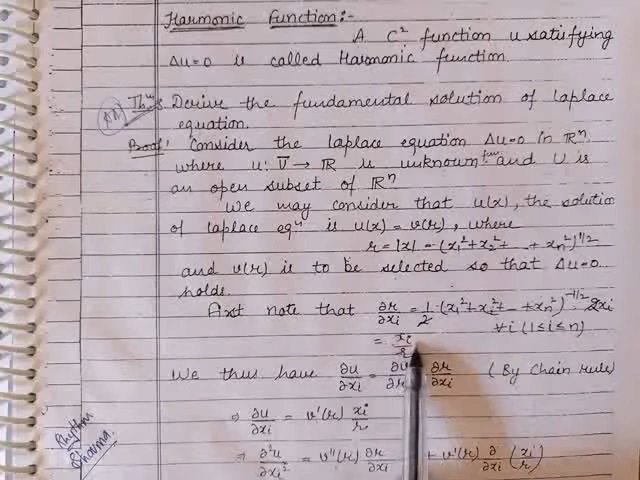 Harmonic Function:-
A C² function u satisfying
Δu=0 is called Harmonic function.
Thm Derive the fundamental solution of laplace
equation.
Proof: Consider the laplace equation Δu=0 in ℝⁿ
where u: U̅→ℝ is unknown funⁿ and U is
an open subset of ℝⁿ
We may consider that u(x), the solution
of laplace eqⁿ is u(x) = v(r), where
r=|x| = (x₁²+x₂²+ ... +xₙ²)^1/2
and v(r) is to be selected so that Δu=0
holds.
First note that ∂r/∂xi = 1/2 (x₁²+x₂²+...+xₙ²)^-1/2 · 2xi
∀i (1≤i≤n)
= xi/r
We thus have ∂u/∂xi = ∂u/∂r ∂r/∂xi (By Chain rule)
⇒ ∂u/∂xi = v'(r) xi/r
⇒ ∂²u/∂xi² = v''(r) ∂r/∂xi + v'(r) ∂/∂xi (xi/r)
Rhythm
Sharma